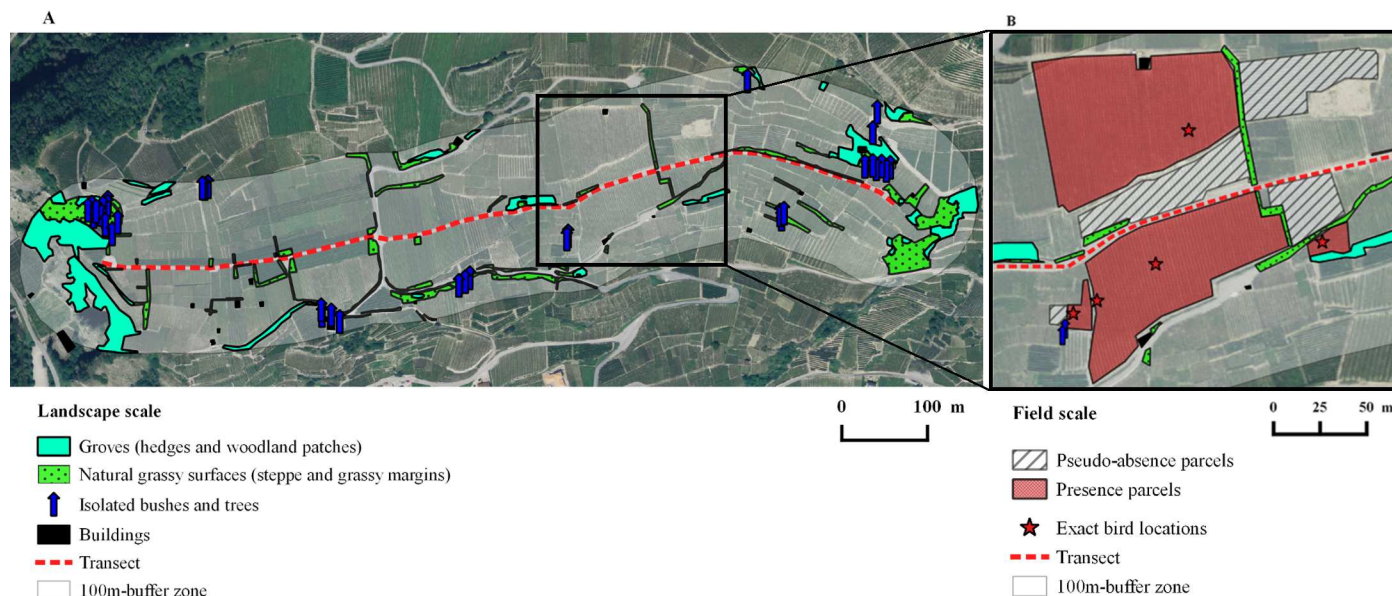 A
B
Landscape scale
0 100 m
Groves (hedges and woodland patches)
Natural grassy surfaces (steppe and grassy margins)
Isolated bushes and trees
Buildings
Transect
100m-buffer zone
Field scale
0 25 50 m
Pseudo-absence parcels
Presence parcels
Exact bird locations
Transect
100m-buffer zone